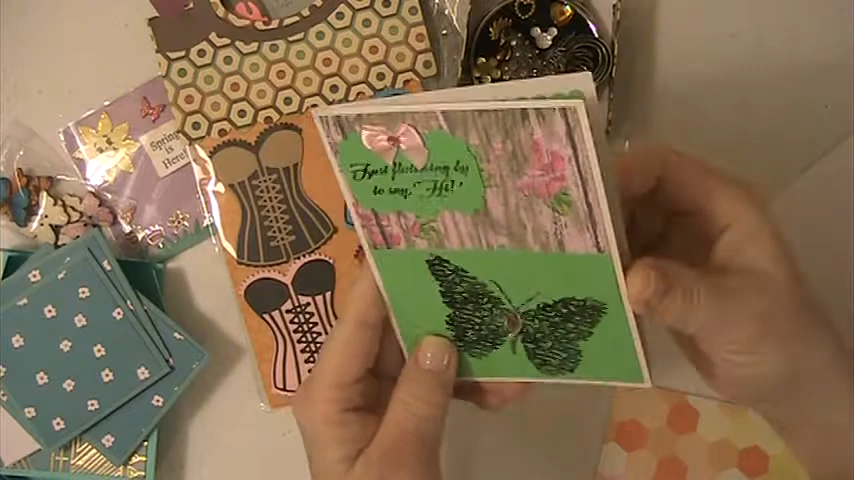 Just fluttering by
to say, "Hi!"
Spring
is Here!